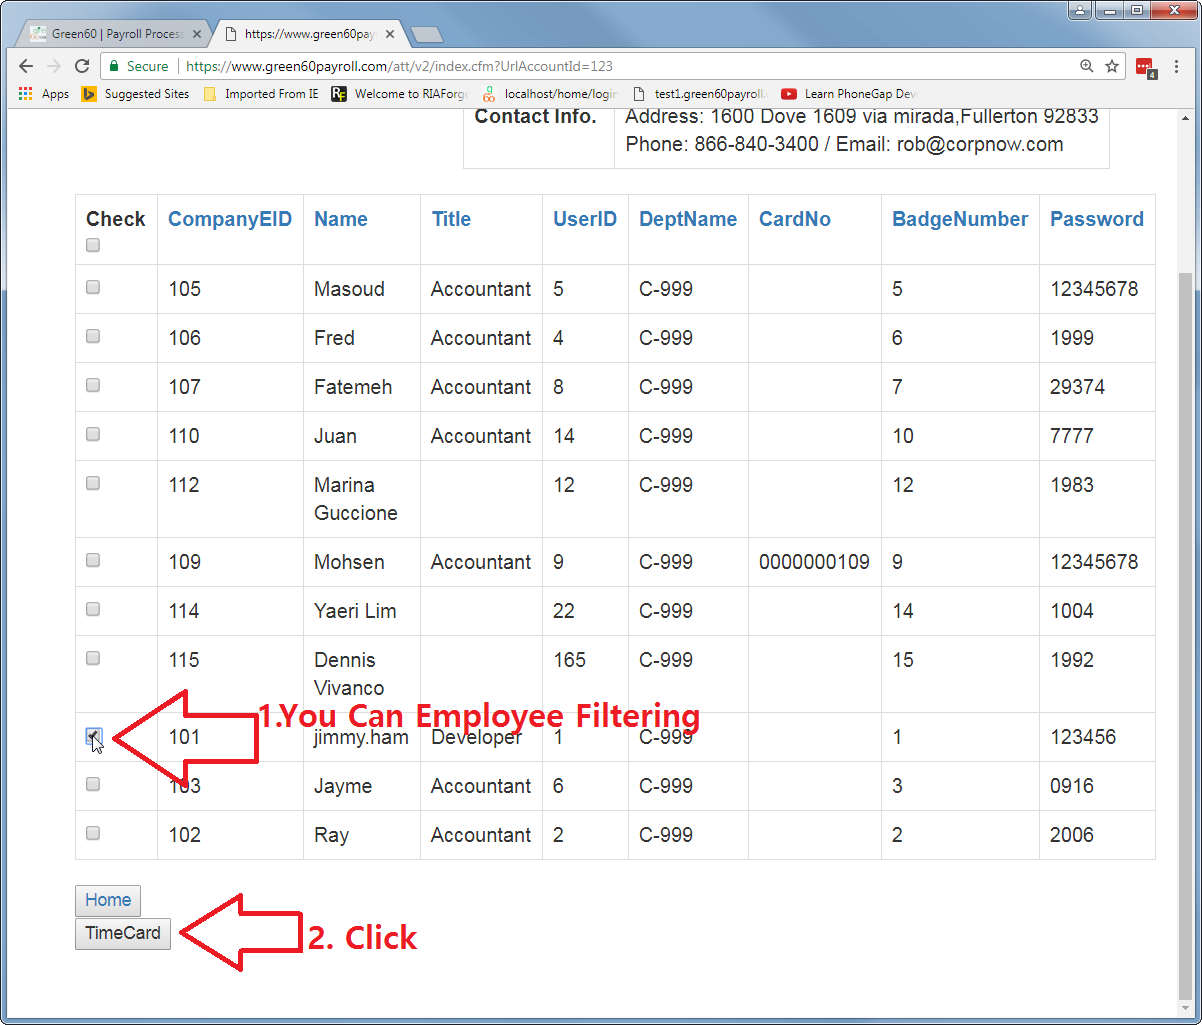 Green60 | Payroll Process
https://www.green60pay
Secure https://www.green60payroll.com/att/v2/index.cfm?UrlAccountId=123
4
Apps Suggested Sites Imported From IE RF Welcome to RIAForge localhost/home/login test1.green60payroll. Learn PhoneGap Dev
Contact Info. Address: 1600 Dove 1609 via mirada,Fullerton 92833
Phone: 866-840-3400 / Email: rob@corpnow.com
Check CompanyEID Name Title UserID DeptName CardNo BadgeNumber Password
105 Masoud Accountant 5 C-999 5 12345678
106 Fred Accountant 4 C-999 6 1999
107 Fatemeh Accountant 8 C-999 7 29374
110 Juan Accountant 14 C-999 10 7777
112 Marina 12 C-999 12 1983
Guccione
109 Mohsen Accountant 9 C-999 0000000109 9 12345678
114 Yaeri Lim 22 C-999 14 1004
115 Dennis 165 C-999 15 1992
Vivanco
1.You Can Employee Filtering
101 jimmy.ham Developer 1 C-999 1 123456
103 Jayme Accountant 6 C-999 3 0916
102 Ray Accountant 2 C-999 2 2006
Home
TimeCard
2. Click